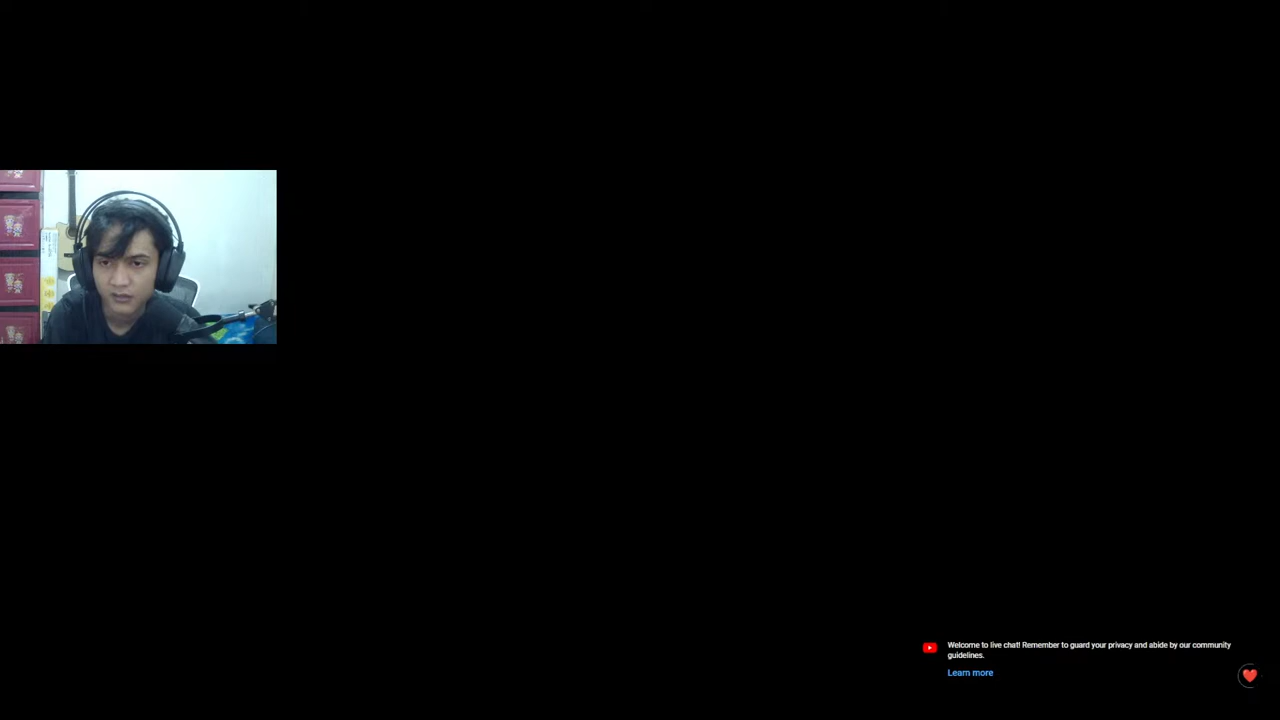 Welcome to live chat! Remember to guard your privacy and abide by our community
guidelines.
Learn more